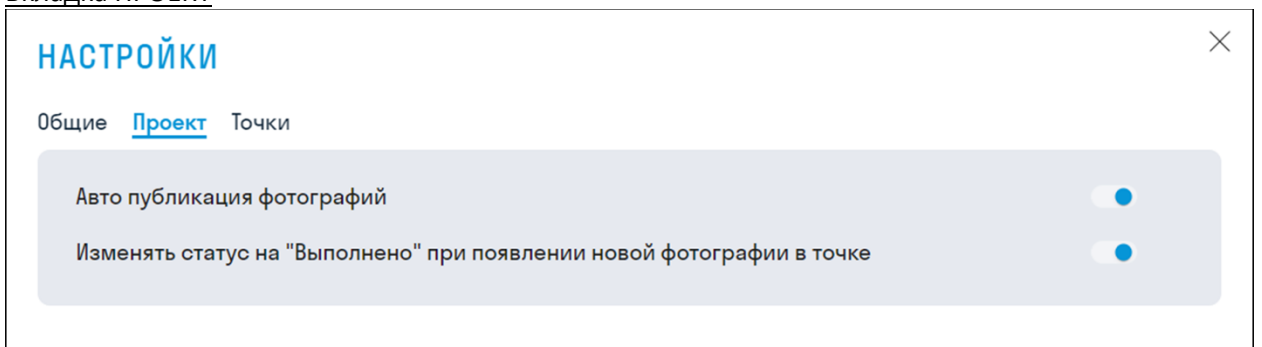 НАСТРОЙКИ
Общие Проект Точки
Авто публикация фотографий
Изменять статус на "Выполнено" при появлении новой фотографии в точке